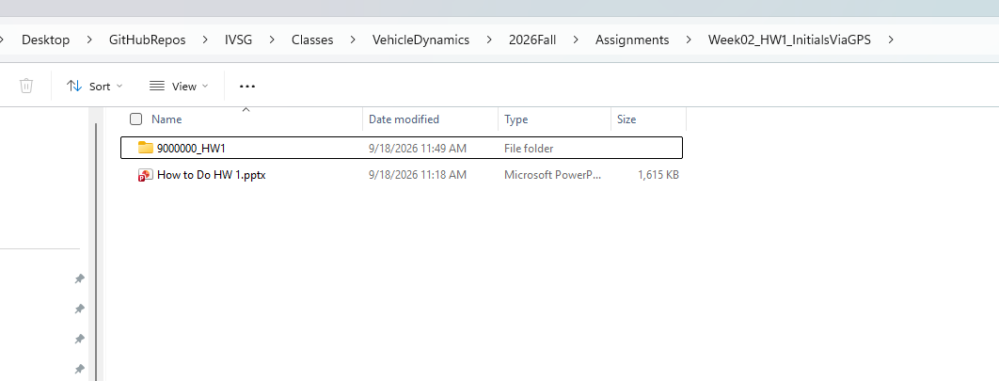 Desktop > GitHubRepos > IVSG > Classes > VehicleDynamics > 2026Fall > Assignments > Week02_HW1_InitialsViaGPS >
Sort View ...
Name Date modified Type Size
9000000_HW1 9/18/2026 11:49 AM File folder
How to Do HW 1.pptx 9/18/2026 11:18 AM Microsoft PowerP... 1,615 KB